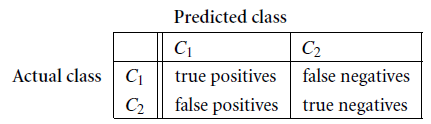 Predicted class
C₁ C₂
Actual class C₁ true positives false negatives
C₂ false positives true negatives